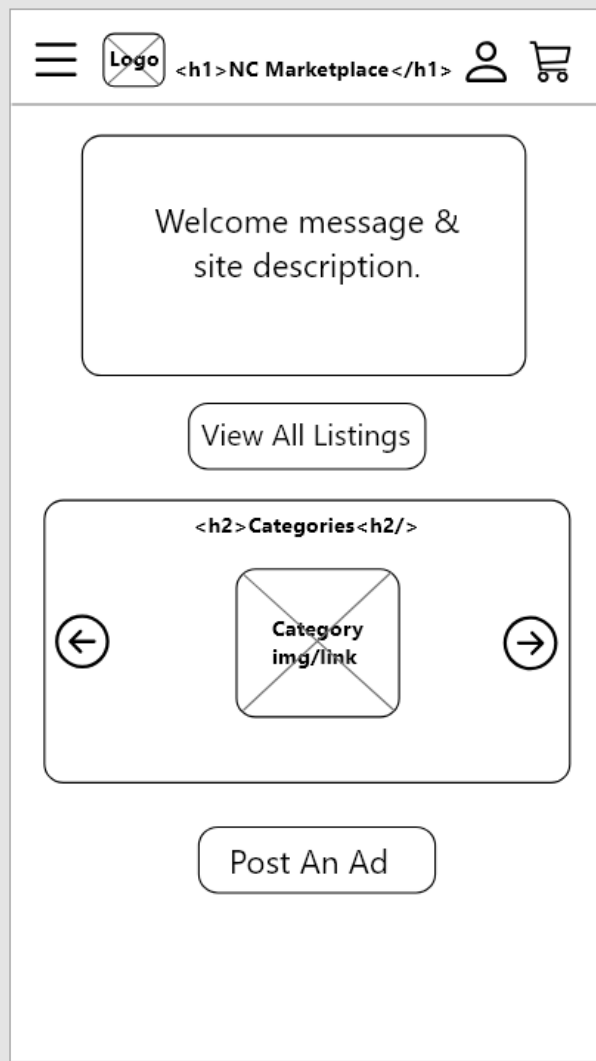 Logo
<h1>NC Marketplace</h1>
Welcome message &
site description.
View All Listings
<h2>Categories<h2/>
Category
img/link
Post An Ad